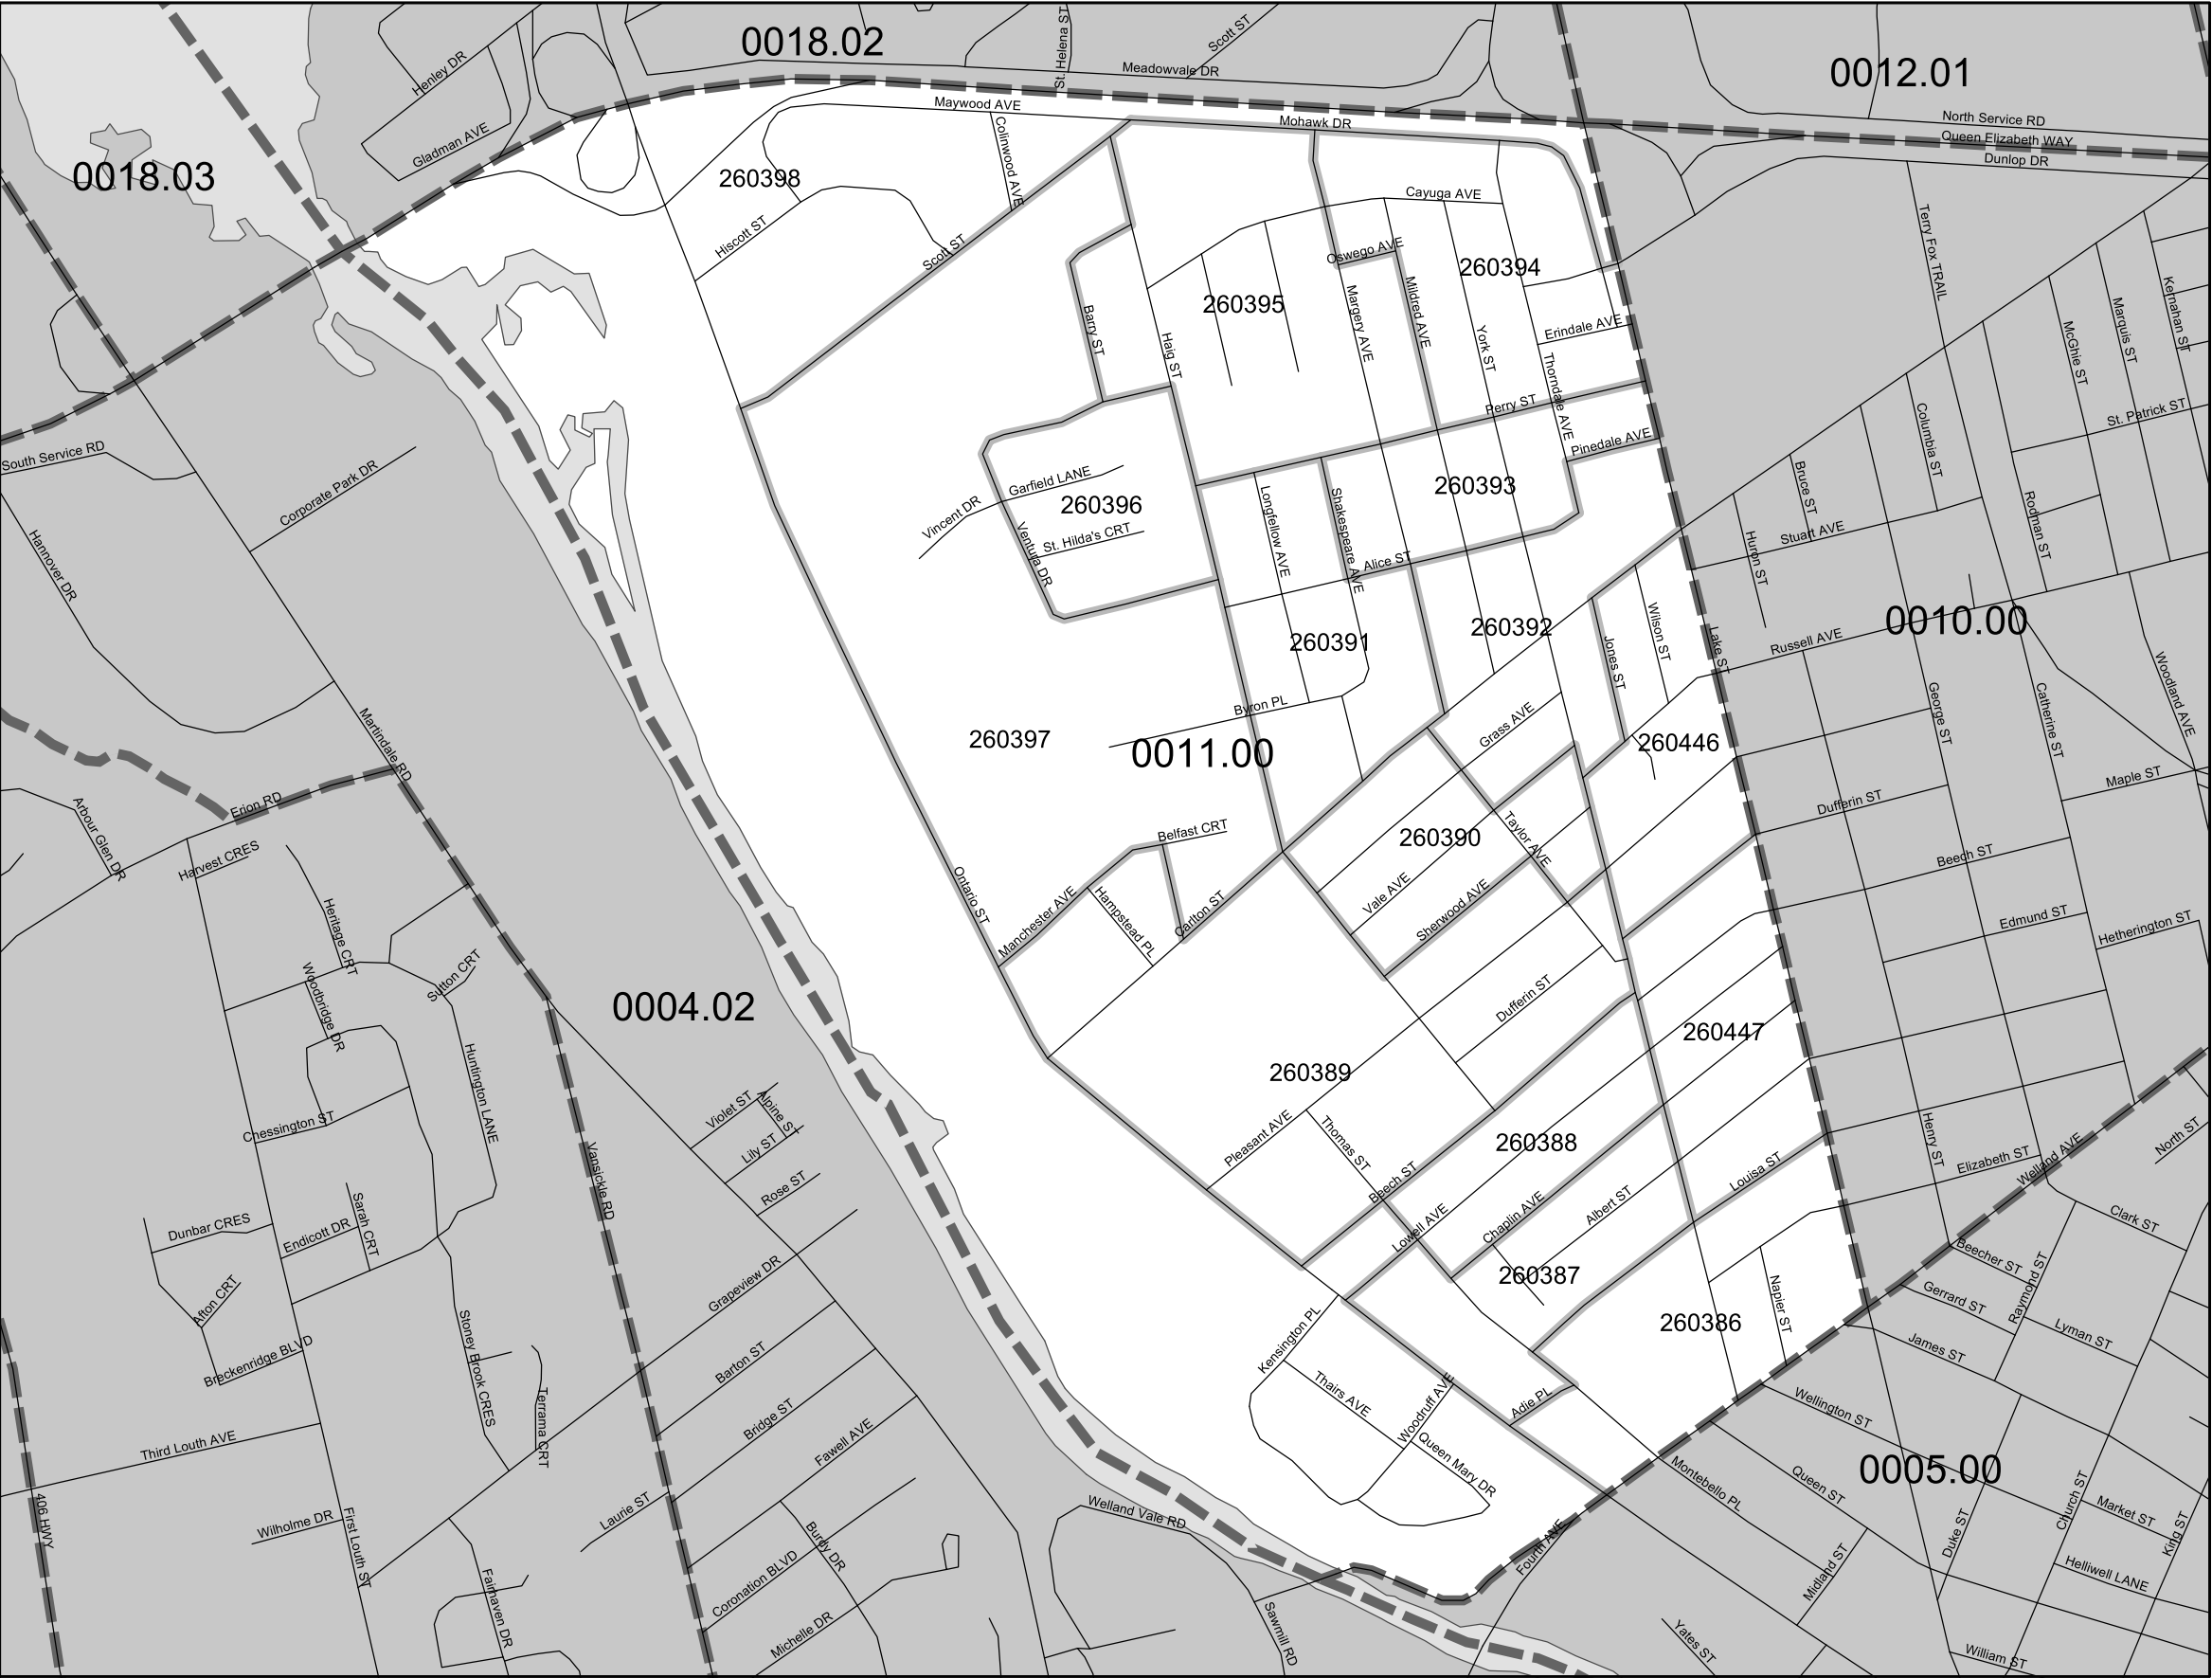 0018.02
0012.01
0018.03
Henley DR
Gladman AVE
St. Helena ST
Scott ST
Meadowvale DR
North Service RD
Queen Elizabeth WAY
Dunlop DR
Maywood AVE
Mohawk DR
Colinwood AVE
260398
Hiscott ST
Scott ST
Cayuga AVE
Oswego AVE
260394
260395
Terry Fox TRAIL
Barry ST
Haig ST
Margery AVE
Mildred AVE
York ST
Erindale AVE
Thorndale AVE
Perry ST
Pinedale AVE
McGhie ST
Marquis ST
Kernahan ST
St. Patrick ST
Columbia ST
Bruce ST
Rodman ST
Stuart AVE
Huron ST
South Service RD
Corporate Park DR
Hannover DR
Garfield LANE
Vincent DR
260396
Ventura DR
St. Hilda's CRT
Longfellow AVE
Shakespeare AVE
260393
Alice ST
260392
260391
Jones ST
Wilson ST
Lake ST
Russell AVE
0010.00
Woodland AVE
George ST
Catherine ST
Maple ST
Martindale RD
Byron PL
260397
0011.00
Grass AVE
260446
Erion RD
Arbour Glen DR
Harvest CRES
Belfast CRT
260390
Taylor AVE
Dufferin ST
Beech ST
Edmund ST
Hetherington ST
Heritage CRT
Ontario ST
Manchester AVE
Hampstead PL
Carlton ST
Vale AVE
Sherwood AVE
Woodbridge DR
Sutton CRT
0004.02
Dufferin ST
260447
Huntington LANE
260389
Chessington ST
Violet ST
Alpine ST
Lily ST
Rose ST
Vansickle RD
Pleasant AVE
Thomas ST
260388
Beech ST
Louisa ST
Henry ST
Elizabeth ST
Welland AVE
North ST
Lowell AVE
Chaplin AVE
Albert ST
Dunbar CRES
Endicott DR
Sarah CRT
Afton CRT
Grapeview DR
260387
Clark ST
Beecher ST
Gerrard ST
Raymond ST
Lyman ST
James ST
Kensington PL
260386
Napier ST
Breckenridge BLVD
Stoney Brook CRES
Terrama CRT
Barton ST
Bridge ST
Fawell AVE
Thairs AVE
Woodruff AVE
Adie PL
Queen Mary DR
Wellington ST
Third Louth AVE
0005.00
Montebello PL
Queen ST
Church ST
Market ST
King ST
Duke ST
406 HWY
Wilholme DR
First Louth ST
Laurie ST
Burdy DR
Welland Vale RD
Fourth AVE
Midland ST
Helliwell LANE
Coronation BLVD
Fairhaven DR
Michelle DR
Sawmill RD
Yates ST
William ST